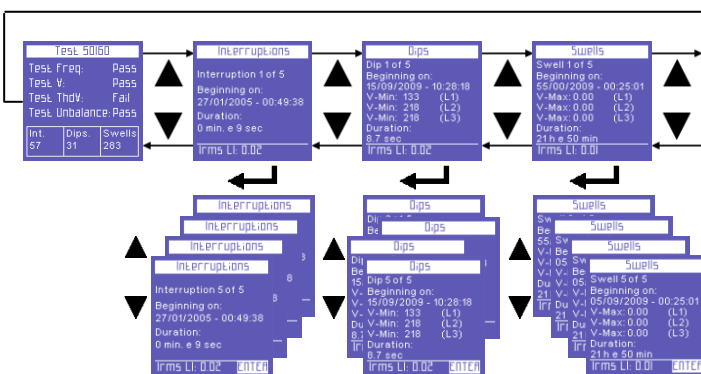 Test 50160
Test Freq: Pass
Test V: Pass
Test ThdV: Fail
Test Unbalance: Pass
Int. Dips. Swells
57 31 283
Interruptions
Interruption 1 of 5
Beginning on:
27/01/2005 - 00:49:38
Duration:
0 min. e 9 sec
Irms L1: 0.02
Dips
Dip 1 of 5
Beginning on:
15/09/2009 - 10:28:18
V-Min: 133 (L1)
V-Min: 218 (L2)
V-Min: 218 (L3)
Duration:
8.7 sec
Irms L1: 0.02
Swells
Swell 1 of 5
Beginning on:
55/00/2009 - 00:25:01
V-Max: 0.00 (L1)
V-Max: 0.00 (L2)
V-Max: 0.00 (L3)
Duration:
21 h e 50 min
Irms L1: 0.01
Interruptions
Interruptions
Interruptions
Interruptions
Interruption 5 of 5
Beginning on:
27/01/2005 - 00:49:38
Duration:
0 min. e 9 sec
Irms L1: 0.02 ENTER
Dips
Dips
Dips
Dips
Dip 5 of 5
Beginning on:
15/09/2009 - 10:28:18
V-Min: 133 (L1)
V-Min: 218 (L2)
V-Min: 218 (L3)
Duration:
8.7 sec
Irms L1: 0.02 ENTER
Swells
Swells
Swells
Swells
Swell 5 of 5
Beginning on:
05/09/2009 - 00:25:01
V-Max: 0.00 (L1)
V-Max: 0.00 (L2)
V-Max: 0.00 (L3)
Duration:
21 h e 50 min
Irms L1: 0.01 ENTER